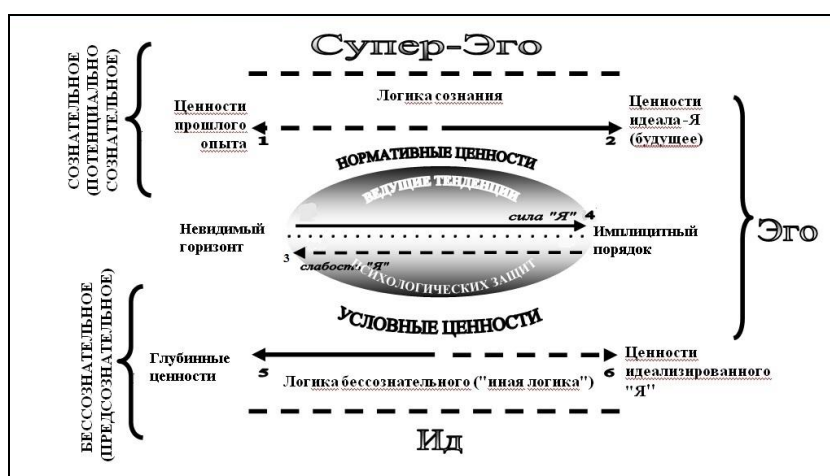 Супер-Эго
СОЗНАТЕЛЬНОЕ
(ПОТЕНЦИАЛЬНО
СОЗНАТЕЛЬНОЕ)
Логика сознания
Ценности
прошлого
опыта
1
2
Ценности
идеала-Я
(будущее)
НОРМАТИВНЫЕ ЦЕННОСТИ
ВЕДУЩИЕ ТЕНДЕНЦИИ
сила "Я" 4
Невидимый
горизонт
Имплицитный
порядок
Эго
3
слабость "Я"
ПСИХОЛОГИЧЕСКИХ ЗАЩИТ
УСЛОВНЫЕ ЦЕННОСТИ
БЕССОЗНАТЕЛЬНОЕ
(ПРЕДСОЗНАТЕЛЬНОЕ)
Глубинные
ценности
5
Логика бессознательного ("иная логика")
6
Ценности
идеализированного
"Я"
Ид